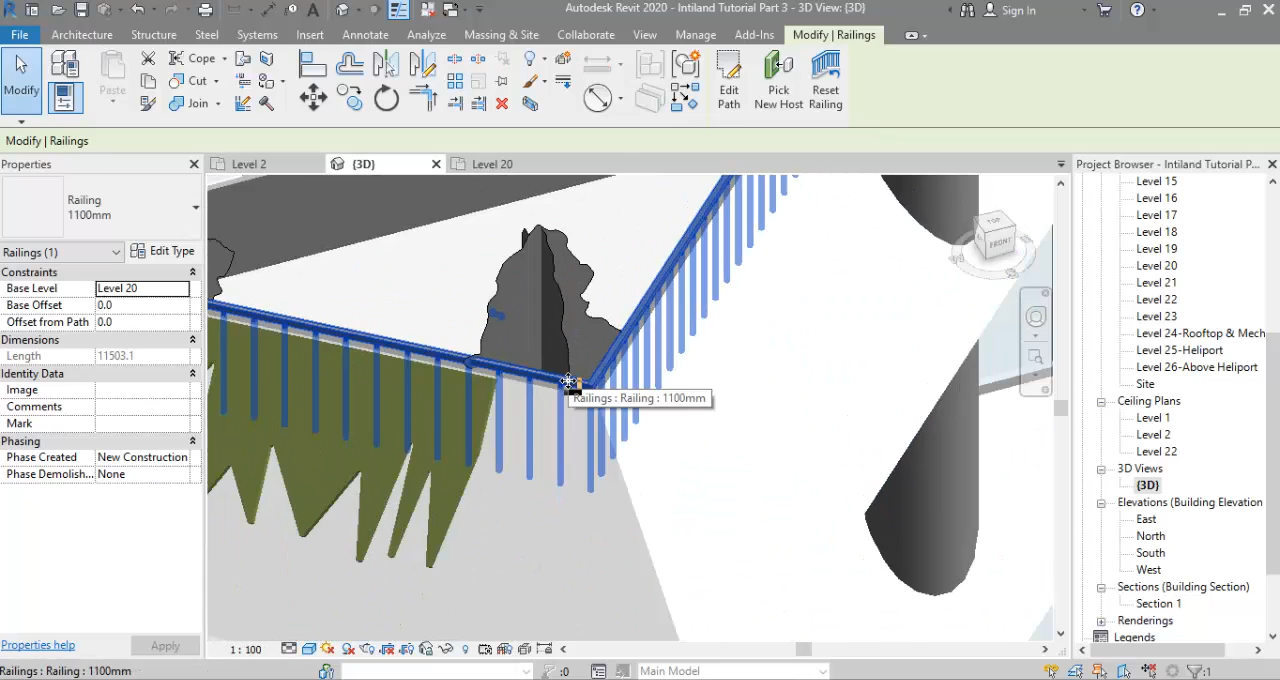 Autodesk Revit 2020 - Intiland Tutorial Part 3 - 3D View: {3D}
Sign In
File
Architecture
Structure
Steel
Systems
Insert
Annotate
Analyze
Massing & Site
Collaborate
View
Manage
Add-Ins
Modify | Railings
Modify
Paste
Cope
Cut
Join
Edit
Path
Pick
New Host
Reset
Railing
Modify | Railings
Properties
Level 2
{3D}
Level 20
Project Browser - Intiland Tutorial P...
Railing
1100mm
Railings (1)
Edit Type
Constraints
Base Level
Level 20
Base Offset
0.0
Offset from Path
0.0
Dimensions
Length
11503.1
Identity Data
Image
Comments
Mark
Phasing
Phase Created
New Construction
Phase Demolish...
None
Properties help
Apply
TOP
FRONT
Railings : Railing : 1100mm
Level 15
Level 16
Level 17
Level 18
Level 19
Level 20
Level 21
Level 22
Level 23
Level 24-Rooftop & Mech
Level 25-Heliport
Level 26-Above Heliport
Site
Ceiling Plans
Level 1
Level 2
Level 22
3D Views
{3D}
Elevations (Building Elevation
East
North
South
West
Sections (Building Section)
Section 1
Renderings
Legends
1 : 100
Railings : Railing : 1100mm
:0
Main Model
:1